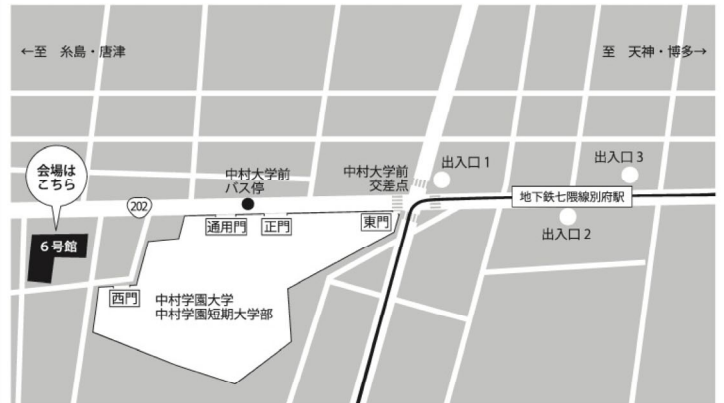 ←至　糸島・唐津
至　天神・博多→
会場は
こちら
中村大学前
バス停
中村大学前
交差点
出入口1
出入口3
202
地下鉄七隈線別府駅
6号館
通用門
正門
東門
出入口2
西門
中村学園大学
中村学園短期大学部